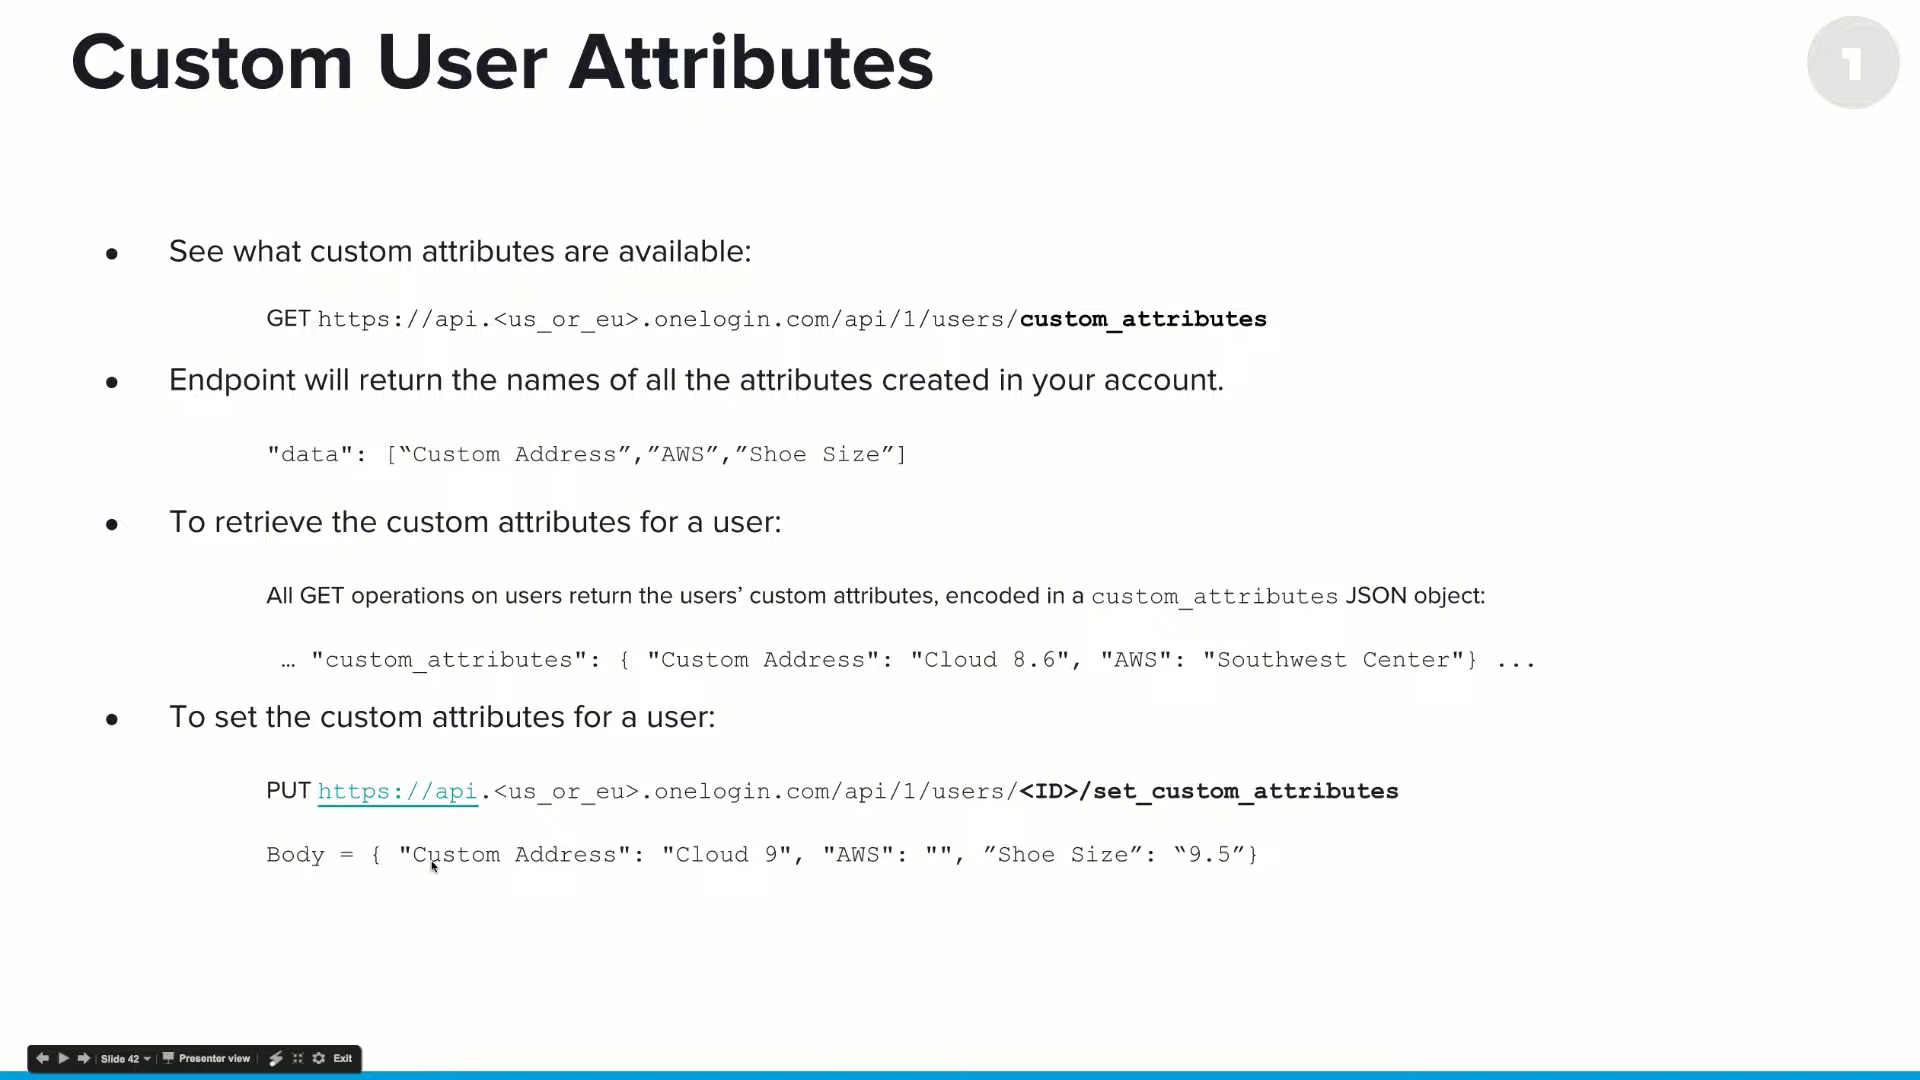 Custom User Attributes
1
● See what custom attributes are available:
GET https://api.<us_or_eu>.onelogin.com/api/1/users/custom_attributes
● Endpoint will return the names of all the attributes created in your account.
"data": [“Custom Address”,”AWS”,”Shoe Size”]
● To retrieve the custom attributes for a user:
All GET operations on users return the users’ custom attributes, encoded in a custom_attributes JSON object:
… "custom_attributes": { "Custom Address": "Cloud 8.6", "AWS": "Southwest Center"} ...
● To set the custom attributes for a user:
PUT https://api.<us_or_eu>.onelogin.com/api/1/users/<ID>/set_custom_attributes
Body = { "Custom Address": "Cloud 9", "AWS": "", ”Shoe Size”: “9.5”}
Slide 42 Presenter view Exit